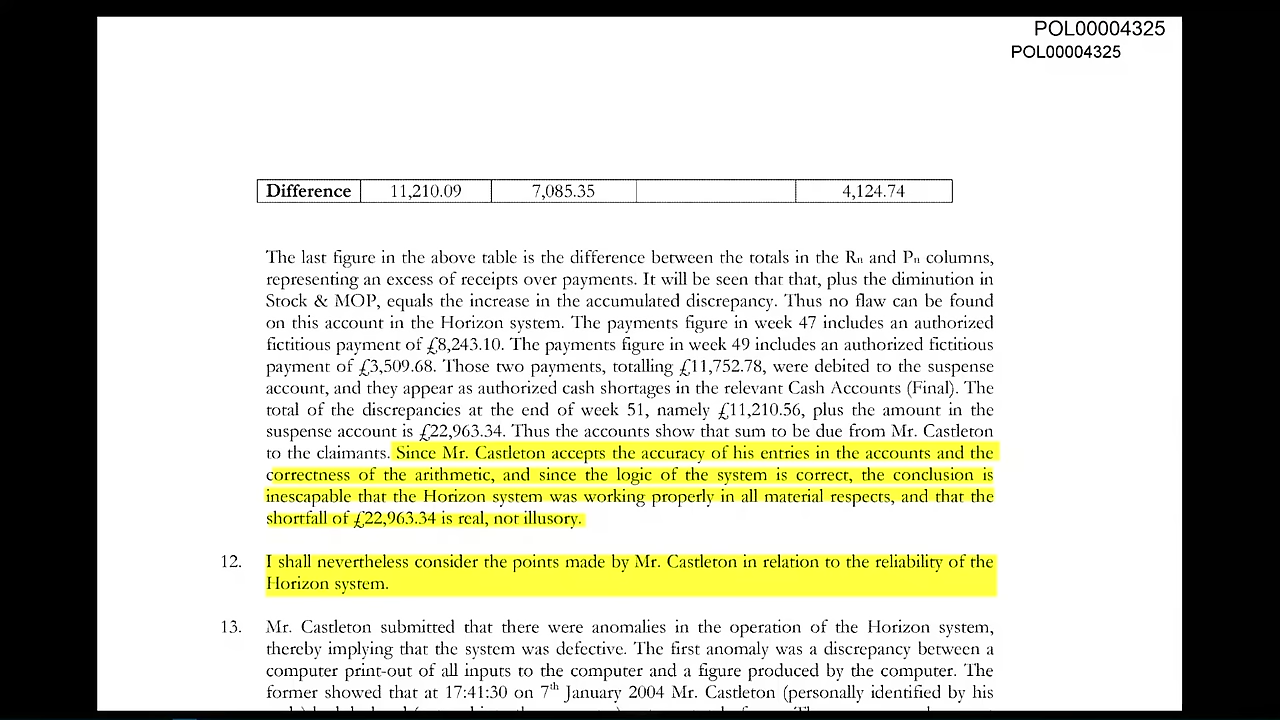 POL00004325
POL00004325
Difference 11,210.09 7,085.35 4,124.74
The last figure in the above table is the difference between the totals in the Rn and Pn columns,
representing an excess of receipts over payments. It will be seen that that, plus the diminution in
Stock & MOP, equals the increase in the accumulated discrepancy. Thus no flaw can be found
on this account in the Horizon system. The payments figure in week 47 includes an authorized
fictitious payment of £8,243.10. The payments figure in week 49 includes an authorized fictitious
payment of £3,509.68. Those two payments, totalling £11,752.78, were debited to the suspense
account, and they appear as authorized cash shortages in the relevant Cash Accounts (Final). The
total of the discrepancies at the end of week 51, namely £11,210.56, plus the amount in the
suspense account is £22,963.34. Thus the accounts show that sum to be due from Mr. Castleton
to the claimants. Since Mr. Castleton accepts the accuracy of his entries in the accounts and the
correctness of the arithmetic, and since the logic of the system is correct, the conclusion is
inescapable that the Horizon system was working properly in all material respects, and that the
shortfall of £22,963.34 is real, not illusory.
12. I shall nevertheless consider the points made by Mr. Castleton in relation to the reliability of the
Horizon system.
13. Mr. Castleton submitted that there were anomalies in the operation of the Horizon system,
thereby implying that the system was defective. The first anomaly was a discrepancy between a
computer print-out of all inputs to the computer and a figure produced by the computer. The
former showed that at 17:41:30 on 7th January 2004 Mr. Castleton (personally identified by his